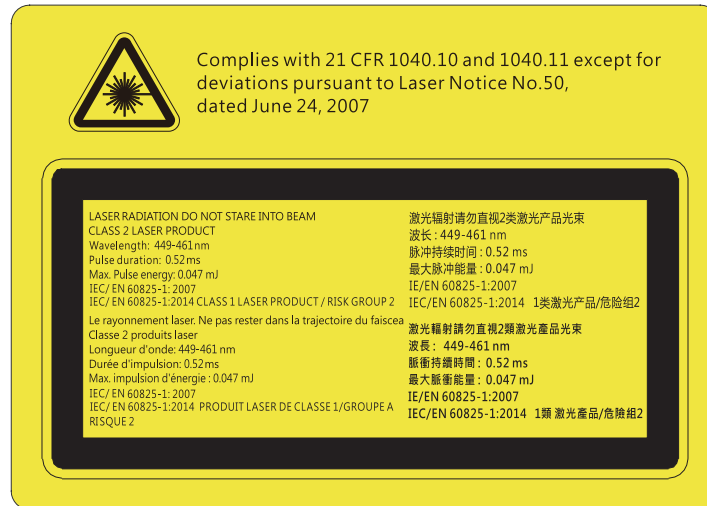 Complies with 21 CFR 1040.10 and 1040.11 except for
deviations pursuant to Laser Notice No.50,
dated June 24, 2007
LASER RADIATION DO NOT STARE INTO BEAM
CLASS 2 LASER PRODUCT
Wavelength: 449-461nm
Pulse duration: 0.52ms
Max. Pulse energy: 0.047 mJ
IEC/ EN 60825-1: 2007
IEC/ EN 60825-1:2014 CLASS 1 LASER PRODUCT / RISK GROUP 2
Le rayonnement laser. Ne pas rester dans la trajectoire du faiscea
Classe 2 produits laser
Longueur d'onde: 449-461 nm
Durée d'impulsion: 0.52ms
Max. impulsion d'énergie : 0.047 mJ
IEC/ EN 60825-1: 2007
IEC/ EN 60825-1:2014 PRODUIT LASER DE CLASSE 1/GROUPE A
RISQUE 2
激光辐射请勿直视2类激光产品光束
波长 : 449-461 nm
脉冲持续时间 : 0.52 ms
最大脉冲能量 : 0.047 mJ
IE/EN 60825-1:2007
IEC/EN 60825-1:2014 1类激光产品/危险组2
激光輻射請勿直視2類激光產品光束
波長 : 449-461 nm
脈衝持續時間 : 0.52 ms
最大脈衝能量 : 0.047 mJ
IE/EN 60825-1:2007
IEC/EN 60825-1:2014 1類 激光產品/危險組2